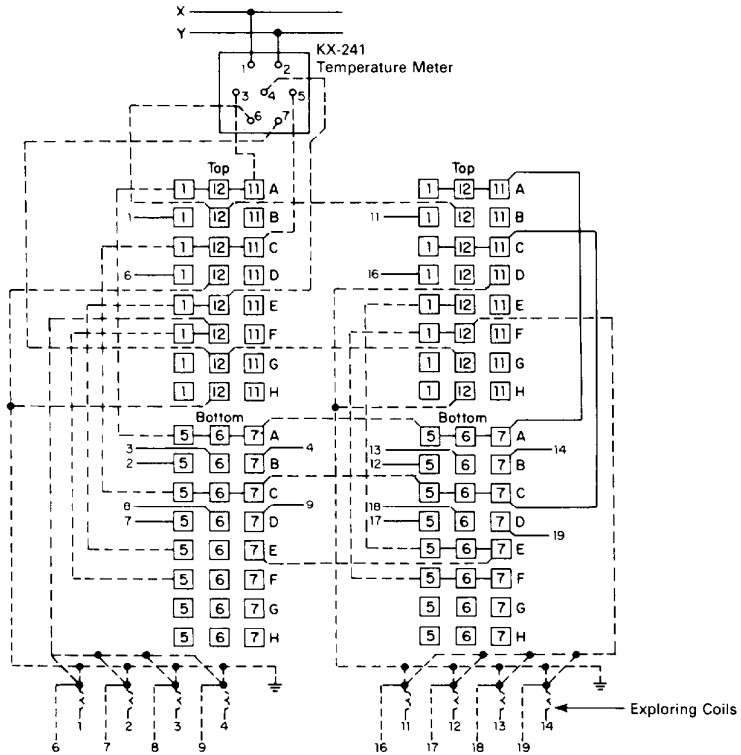 X
Y
KX-241
1 2 Temperature Meter
3 4 5
6 7
Top Top
1 12 11 A 1 12 11 A
1 1 12 11 B 11 1 12 11 B
1 12 11 C 1 12 11 C
6 1 12 11 D 16 1 12 11 D
1 12 11 E 1 12 11 E
1 12 11 F 1 12 11 F
1 12 11 G 1 12 11 G
1 12 11 H 1 12 11 H
Bottom Bottom
5 6 7 A 5 6 7 A
3 4 13 14
2 5 6 7 B 12 5 6 7 B
5 6 7 C 5 6 7 C
8 9 18
7 5 6 7 D 17 5 6 7 D
19
5 6 7 E 5 6 7 E
5 6 7 F 5 6 7 F
5 6 7 G 5 6 7 G
5 6 7 H 5 6 7 H
1 2 3 4 11 12 13 14 Exploring Coils
6 7 8 9 16 17 18 19